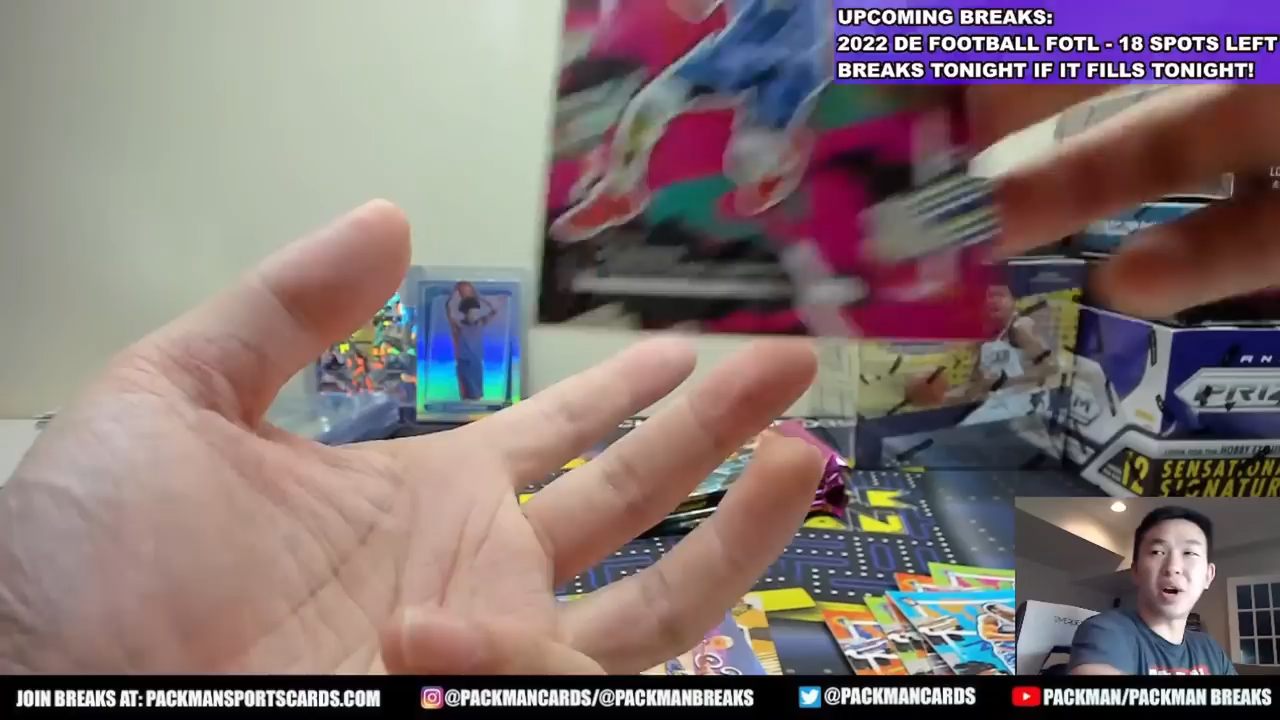 UPCOMING BREAKS:
2022 DE FOOTBALL FOTL - 18 SPOTS LEFT
BREAKS TONIGHT IF IT FILLS TONIGHT!
SENSATIONAL
SIGNATURE
12
JOIN BREAKS AT: PACKMANSPORTSCARDS.COM
@PACKMANCARDS/@PACKMANBREAKS
@PACKMANCARDS
PACKMAN/PACKMAN BREAKS